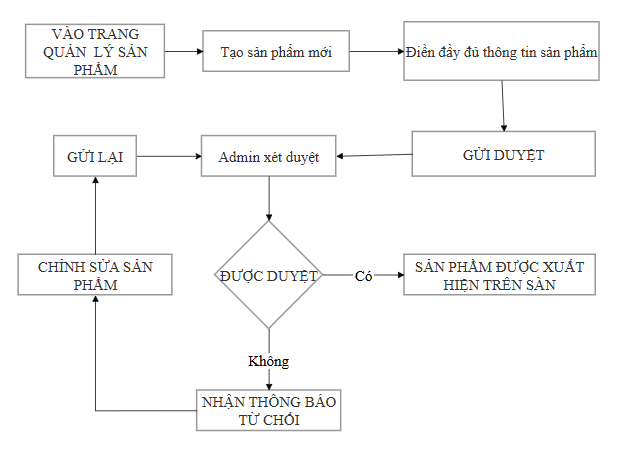 VÀO TRANG
QUẢN LÝ SẢN
PHẨM
Tạo sản phẩm mới
Điền đầy đủ thông tin sản phẩm
GỬI LẠI
Admin xét duyệt
GỬI DUYỆT
CHỈNH SỬA SẢN
PHẨM
ĐƯỢC DUYỆT
Có
SẢN PHẨM ĐƯỢC XUẤT
HIỆN TRÊN SÀN
Không
NHẬN THÔNG BÁO
TỪ CHỐI